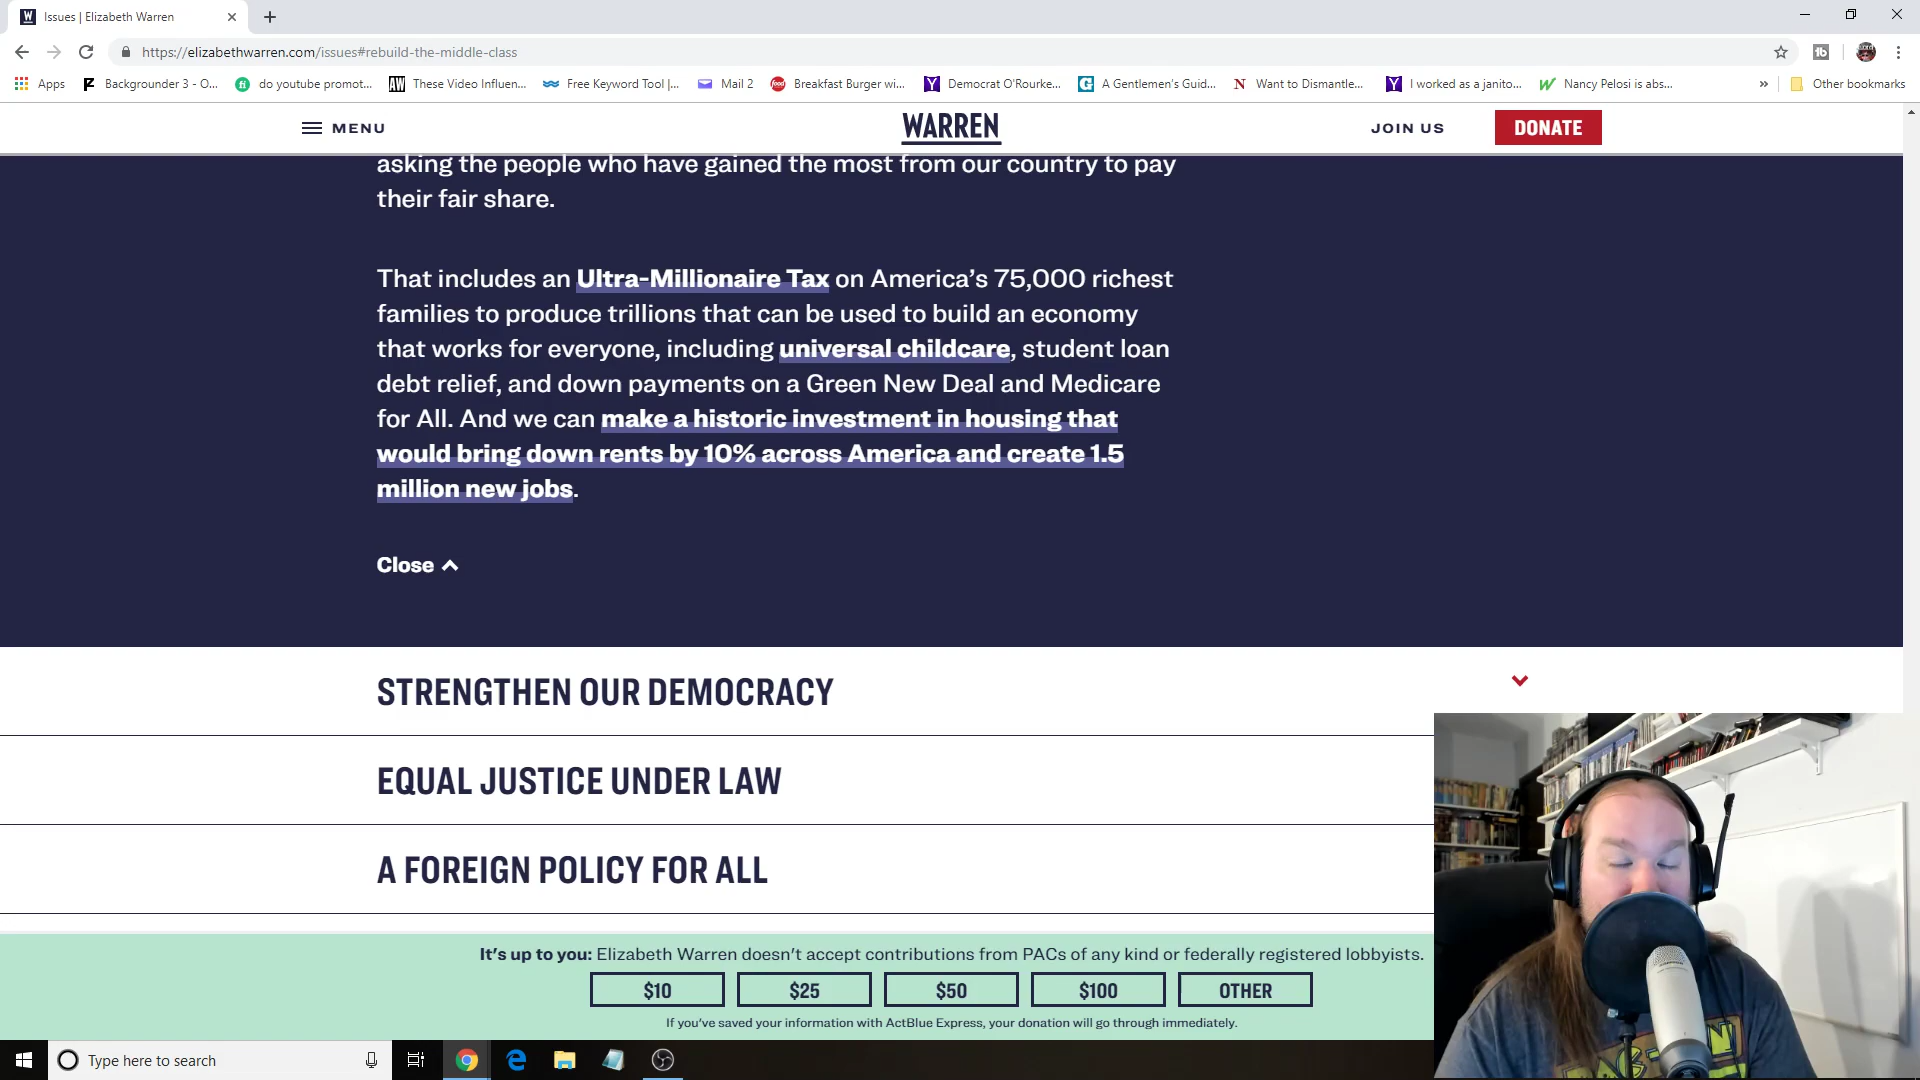 Issues | Elizabeth Warren
https://elizabethwarren.com/issues#rebuild-the-middle-class
Apps
Backgrounder 3 - O...
do youtube promot...
AW These Video Influen...
Free Keyword Tool |...
Mail 2
Breakfast Burger wi...
Democrat O'Rourke...
A Gentlemen's Guid...
Want to Dismantle...
I worked as a janito...
Nancy Pelosi is abs...
» Other bookmarks
MENU
WARREN
JOIN US
DONATE
asking the people who have gained the most from our country to pay
their fair share.
That includes an Ultra-Millionaire Tax on America's 75,000 richest
families to produce trillions that can be used to build an economy
that works for everyone, including universal childcare, student loan
debt relief, and down payments on a Green New Deal and Medicare
for All. And we can make a historic investment in housing that
would bring down rents by 10% across America and create 1.5
million new jobs.
Close
STRENGTHEN OUR DEMOCRACY
EQUAL JUSTICE UNDER LAW
A FOREIGN POLICY FOR ALL
It's up to you: Elizabeth Warren doesn't accept contributions from PACs of any kind or federally registered lobbyists.
$10 $25 $50 $100 OTHER
If you've saved your information with ActBlue Express, your donation will go through immediately.
Type here to search